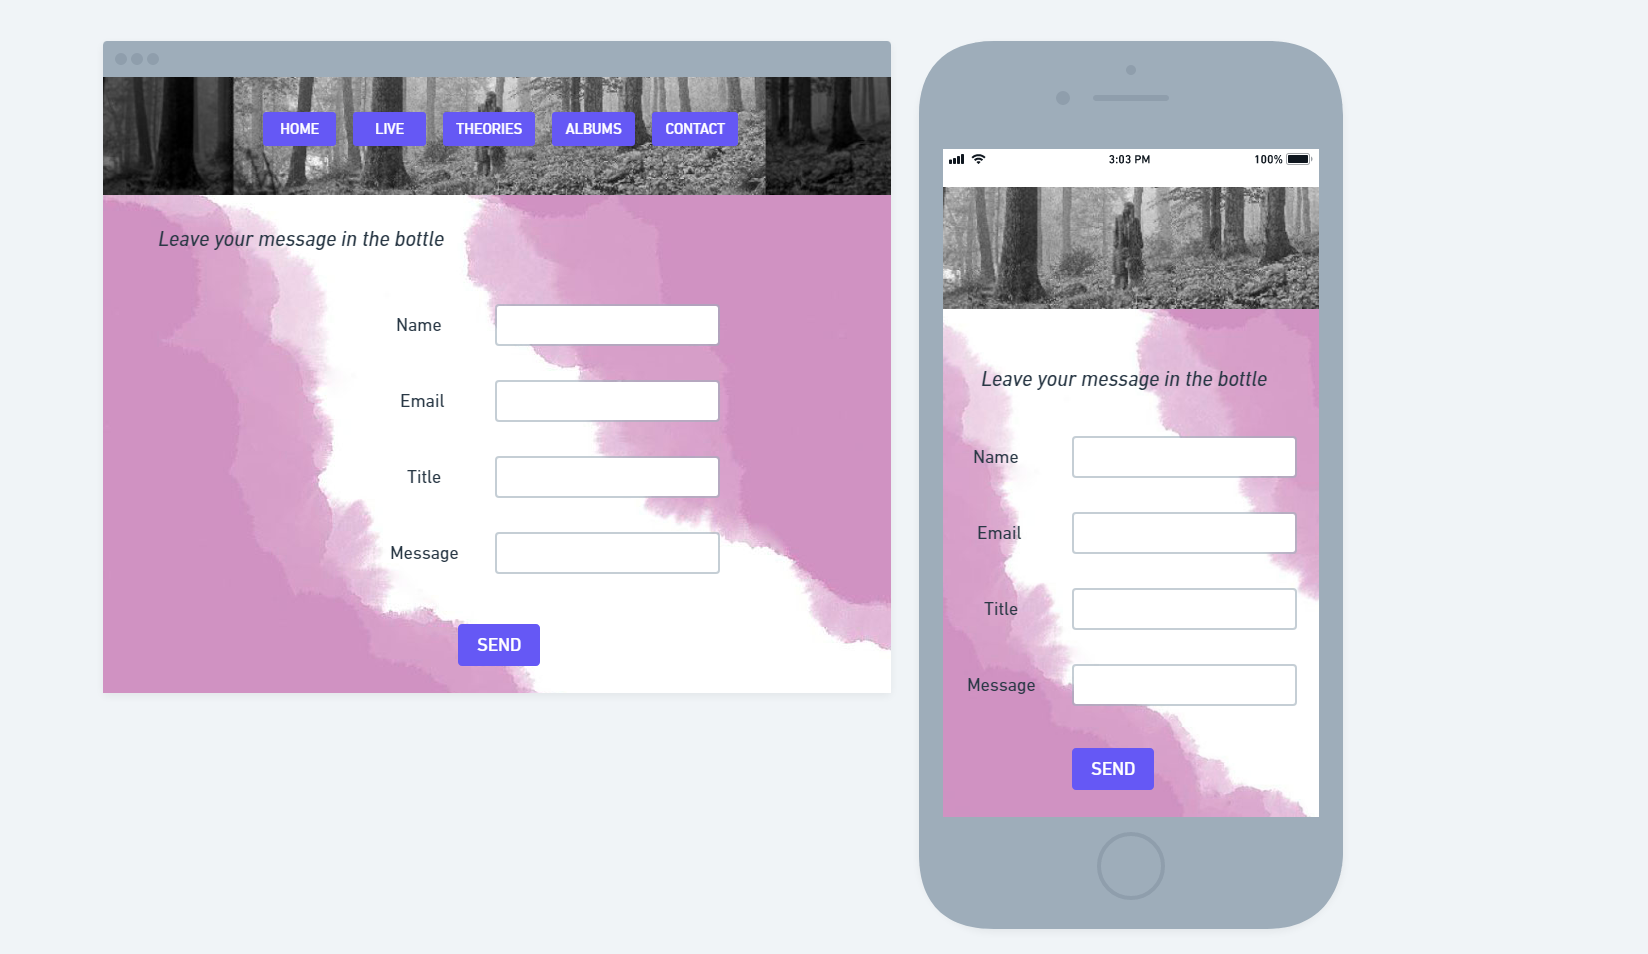 HOME LIVE THEORIES ALBUMS CONTACT
Leave your message in the bottle
Name
Email
Title
Message
SEND
3:03 PM 100%
Leave your message in the bottle
Name
Email
Title
Message
SEND